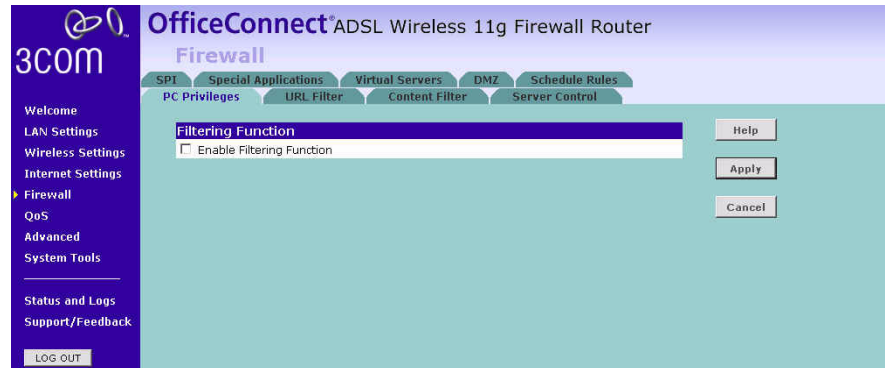 3COM
OfficeConnect® ADSL Wireless 11g Firewall Router
Firewall
SPI Special Applications Virtual Servers DMZ Schedule Rules
PC Privileges URL Filter Content Filter Server Control
Welcome
LAN Settings
Wireless Settings
Internet Settings
Firewall
QoS
Advanced
System Tools
Status and Logs
Support/Feedback
LOG OUT
Filtering Function
Enable Filtering Function
Help
Apply
Cancel